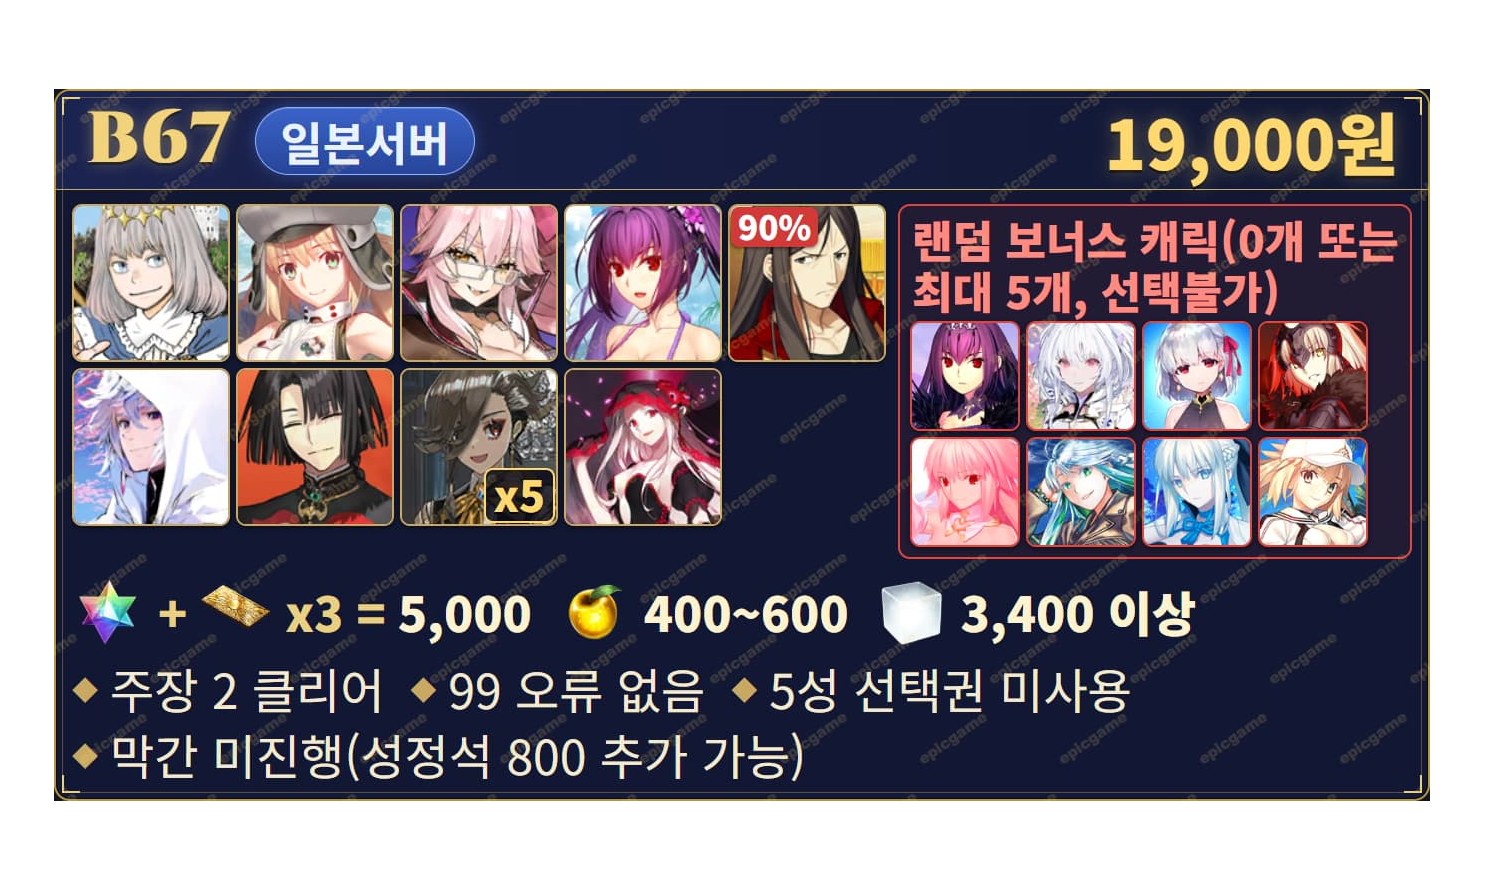 B67 일본서버 19,000원
90%
랜덤 보너스 캐릭(0개 또는
최대 5개, 선택불가)
x5
+ x3 = 5,000 400~600 3,400 이상
◆ 주장 2 클리어 ◆ 99 오류 없음 ◆ 5성 선택권 미사용
◆ 막간 미진행(성정석 800 추가 가능)
epicgame